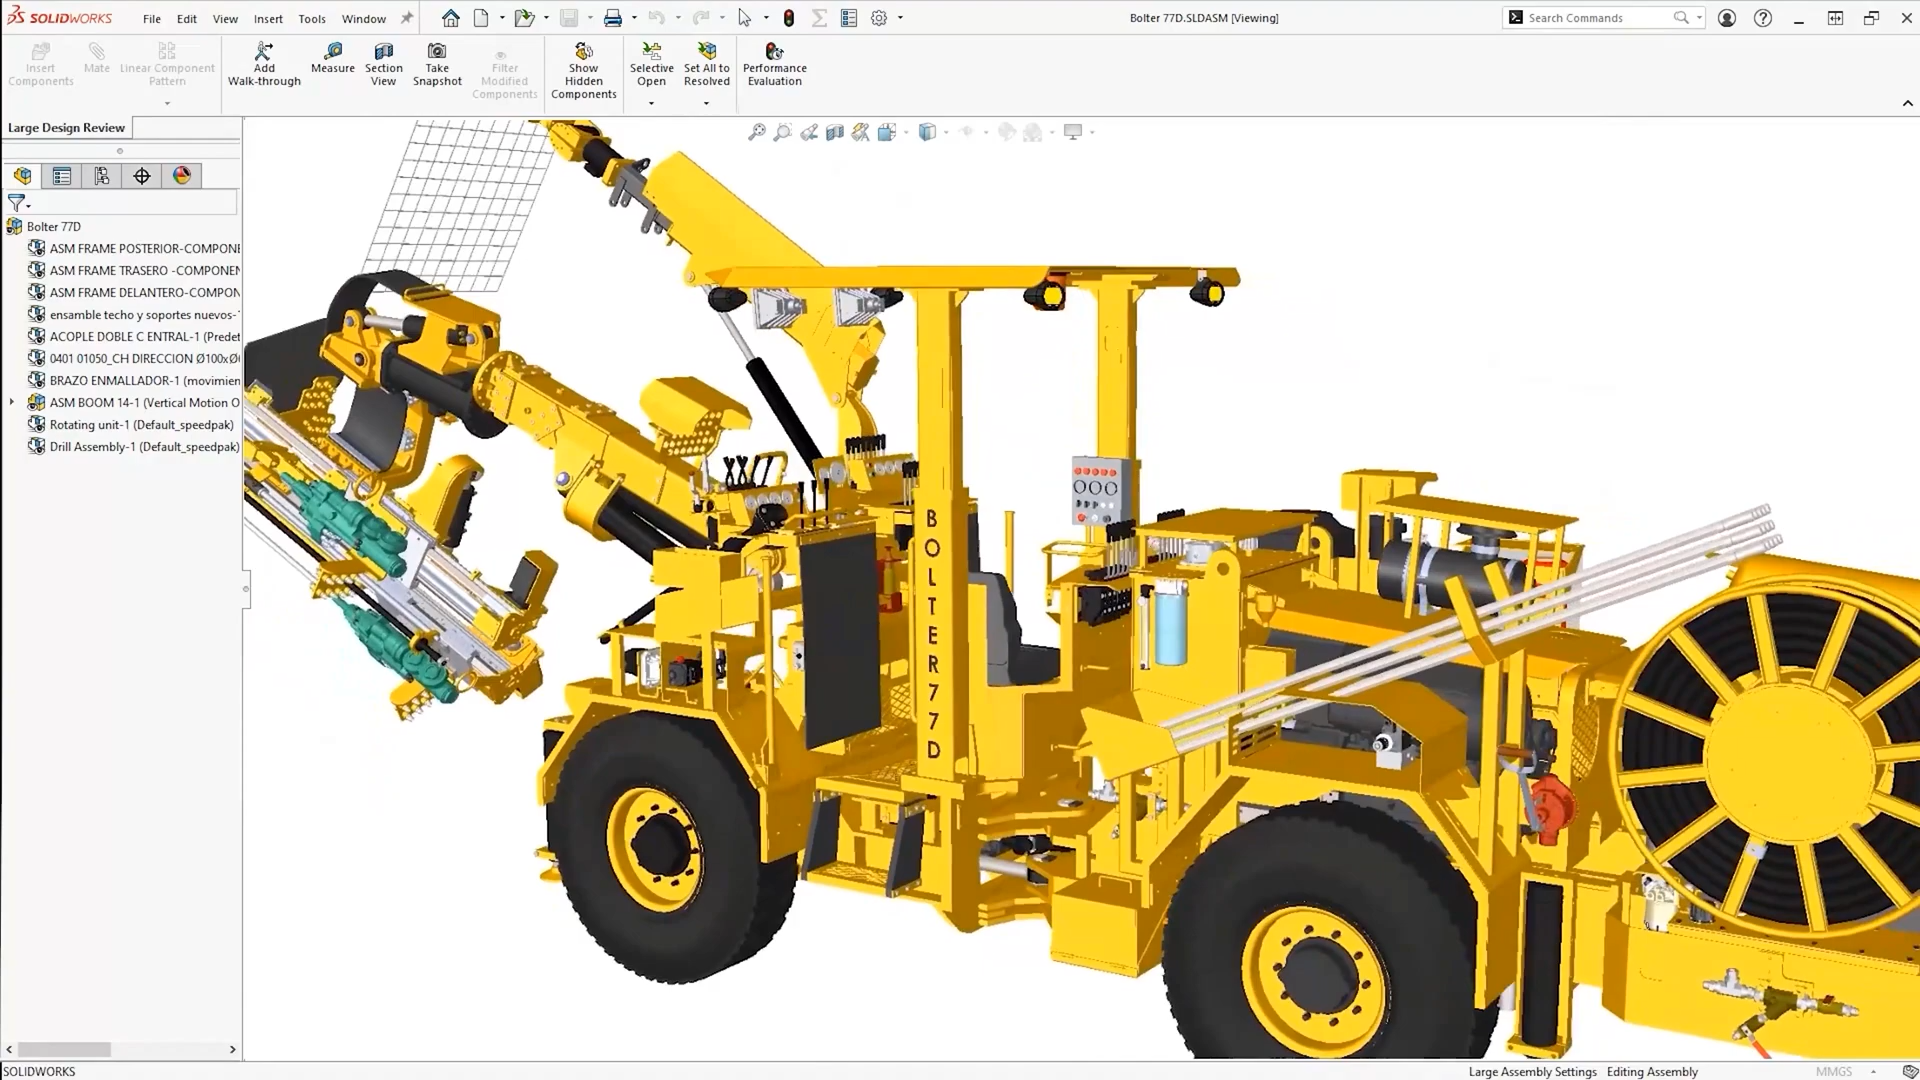 SOLIDWORKS
File Edit View Insert Tools Window
Bolter 77D.SLDASM [Viewing]
Search Commands
Insert Components
Mate
Linear Component Pattern
Add Walk-through
Measure
Section View
Take Snapshot
Filter Modified Components
Show Hidden Components
Selective Open
Set All to Resolved
Performance Evaluation
Large Design Review
Bolter 77D
ASM FRAME POSTERIOR-COMPONE
ASM FRAME TRASERO -COMPONEN
ASM FRAME DELANTERO-COMPON
ensamble techo y soportes nuevos-
ACOPLE DOBLE C ENTRAL-1 (Predet
0401 01050_CH DIRECCION Ø100xØ
BRAZO ENMALLADOR-1 (movimien
ASM BOOM 14-1 (Vertical Motion O
Rotating unit-1 (Default_speedpak)
Drill Assembly-1 (Default_speedpak)
BOLTER77D
SOLIDWORKS
Large Assembly Settings Editing Assembly MMGS